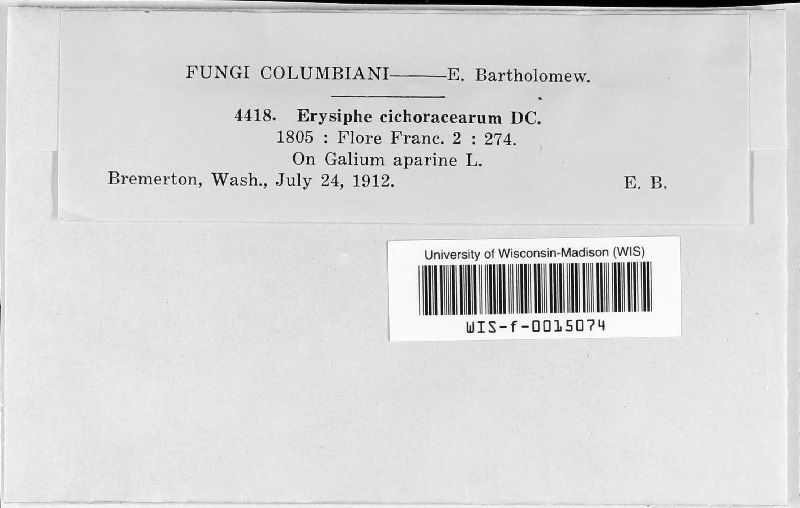 FUNGI COLUMBIANI——E. Bartholomew.
4418. Erysiphe cichoracearum DC.
1805 : Flore Franc. 2 : 274.
On Galium aparine L.
Bremerton, Wash., July 24, 1912. E. B.
University of Wisconsin-Madison (WIS)
WIS-f-0015074